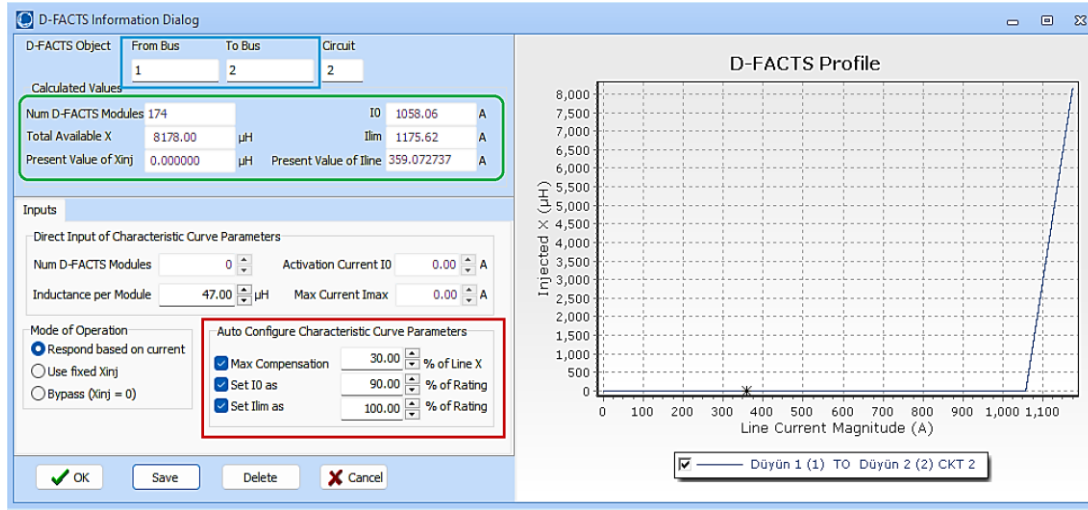 D-FACTS Information Dialog
D-FACTS Object From Bus To Bus Circuit
1 2 2
Calculated Values
Num D-FACTS Modules 174 I0 1058.06 A
Total Available X 8178.00 µH Ilim 1175.62 A
Present Value of Xinj 0.000000 µH Present Value of Iline 359.072737 A
Inputs
Direct Input of Characteristic Curve Parameters
Num D-FACTS Modules 0 Activation Current I0 0.00 A
Inductance per Module 47.00 µH Max Current Imax 0.00 A
Mode of Operation
Respond based on current
Use fixed Xinj
Bypass (Xinj = 0)
Auto Configure Characteristic Curve Parameters
Max Compensation 30.00 % of Line X
Set I0 as 90.00 % of Rating
Set Ilim as 100.00 % of Rating
OK Save Delete Cancel
D-FACTS Profile
Injected X (µH)
8,000
7,500
7,000
6,500
6,000
5,500
5,000
4,500
4,000
3,500
3,000
2,500
2,000
1,500
1,000
500
0
0 100 200 300 400 500 600 700 800 900 1,000 1,100
Line Current Magnitude (A)
Düyün 1 (1) TO Düyün 2 (2) CKT 2